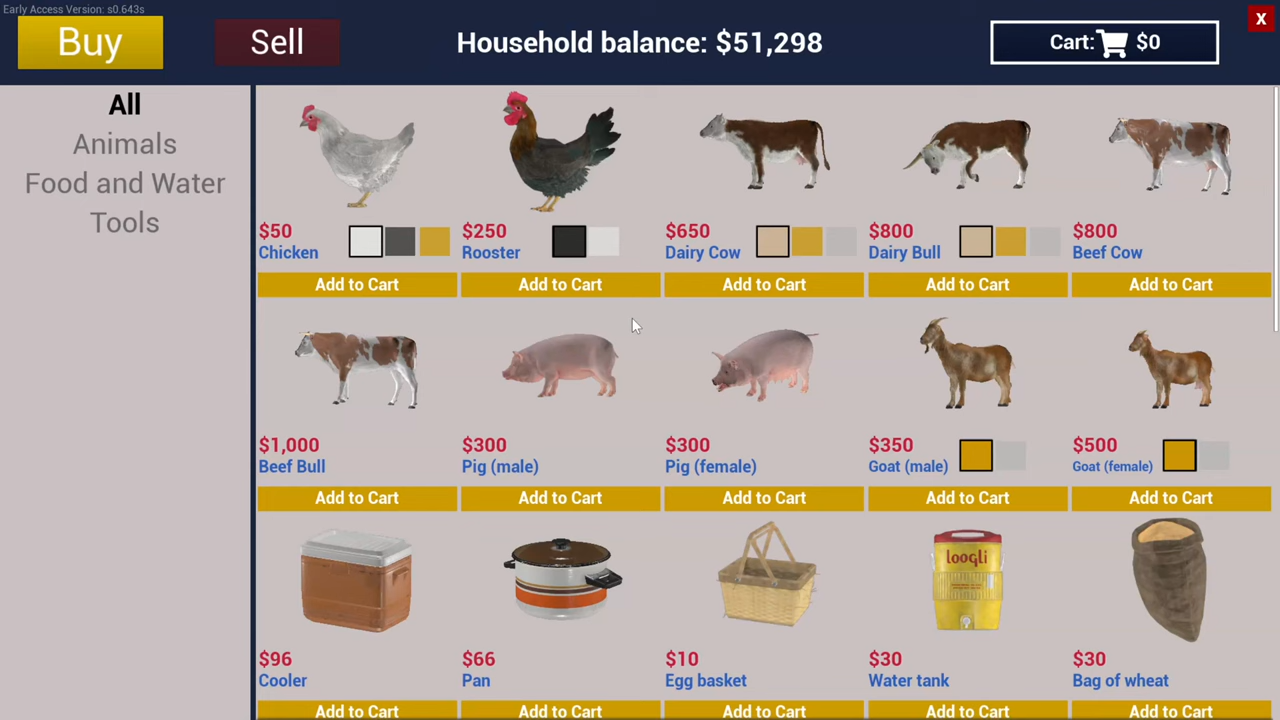 Early Access Version: s0.643s
Buy
Sell
Household balance: $51,298
Cart: $0
X
All
Animals
Food and Water
Tools
$50
Chicken
Add to Cart
$250
Rooster
Add to Cart
$650
Dairy Cow
Add to Cart
$800
Dairy Bull
Add to Cart
$800
Beef Cow
Add to Cart
$1,000
Beef Bull
Add to Cart
$300
Pig (male)
Add to Cart
$300
Pig (female)
Add to Cart
$350
Goat (male)
Add to Cart
$500
Goat (female)
Add to Cart
$96
Cooler
Add to Cart
$66
Pan
Add to Cart
$10
Egg basket
Add to Cart
loogli
$30
Water tank
Add to Cart
$30
Bag of wheat
Add to Cart